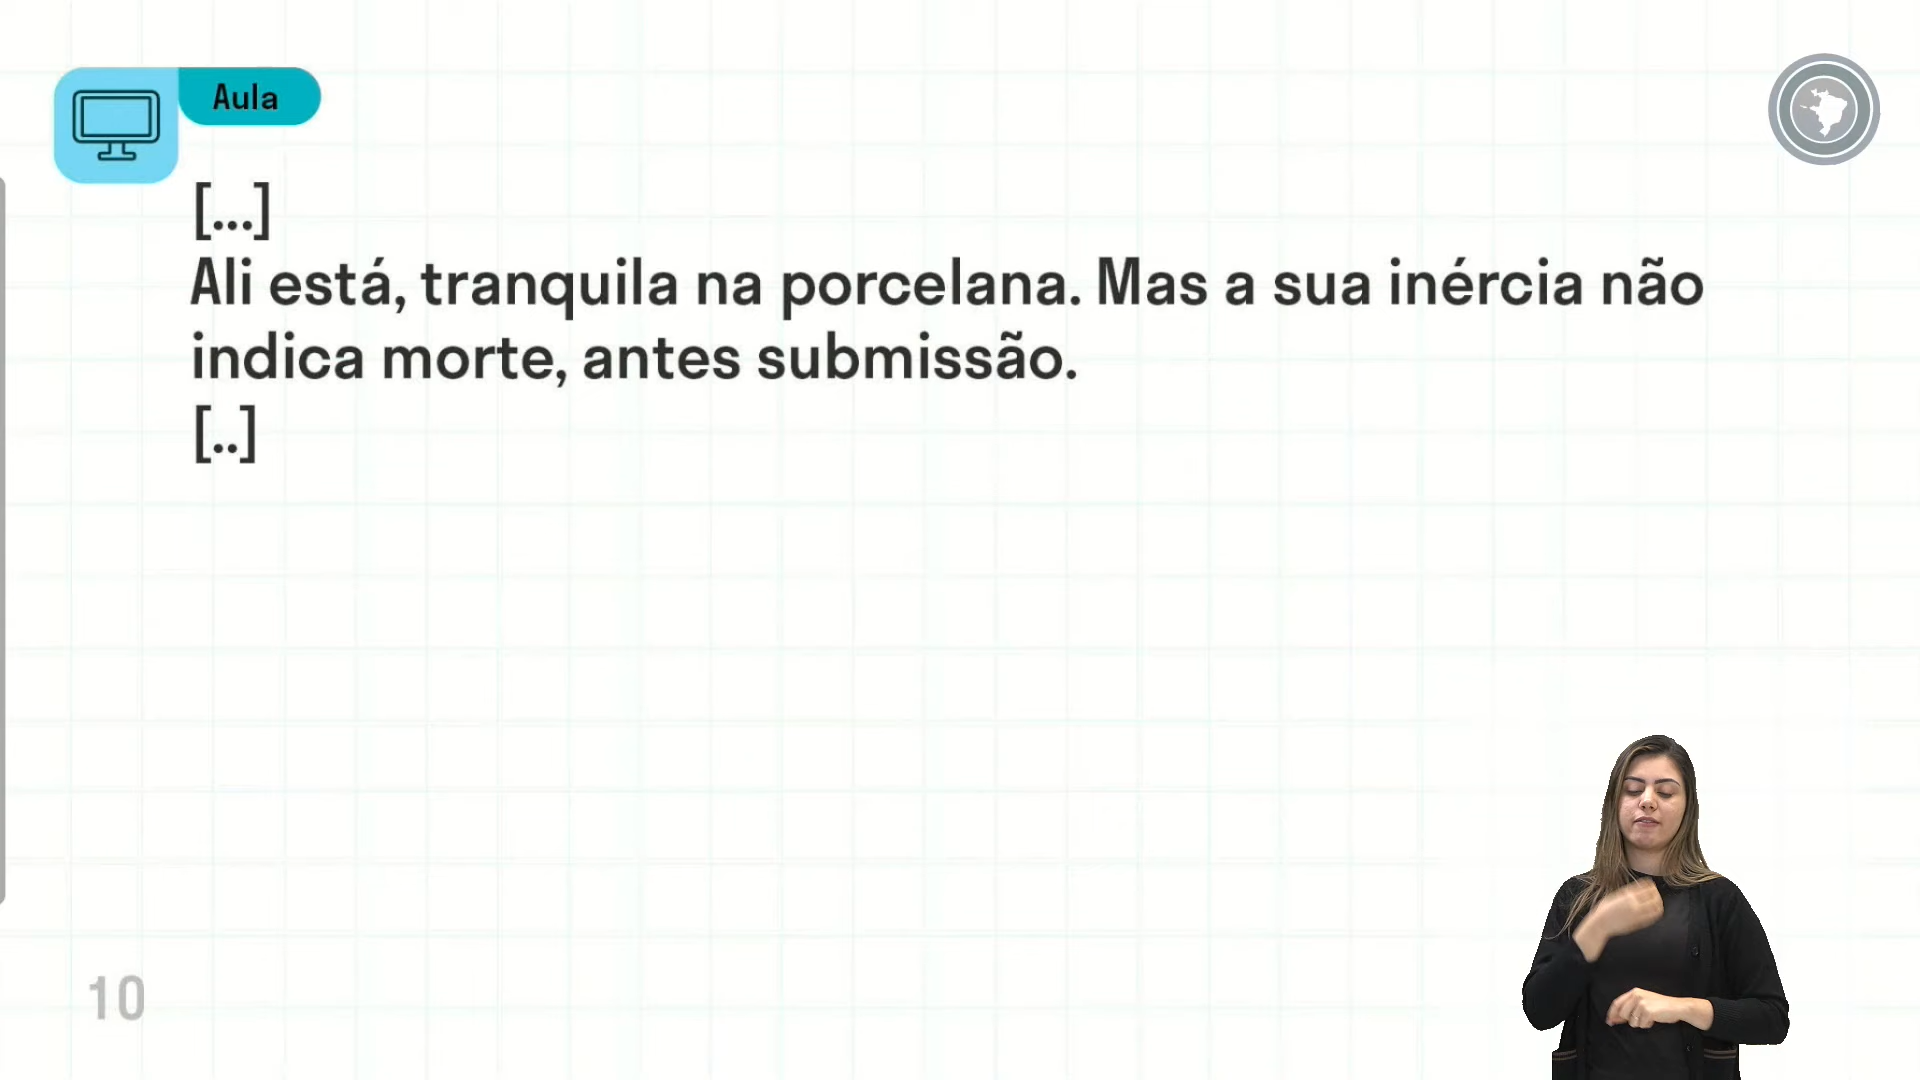 Aula
[...]
Ali está, tranquila na porcelana. Mas a sua inércia não
indica morte, antes submissão.
[..]
10